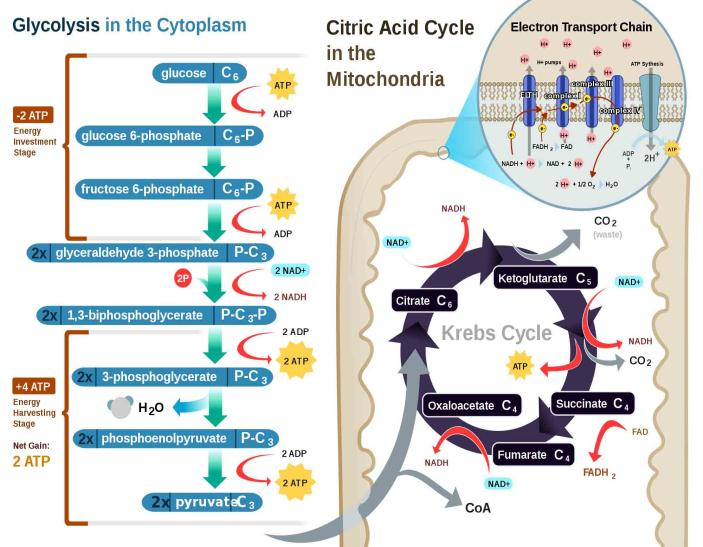 Glycolysis in the Cytoplasm
glucose C6
ATP
ADP
-2 ATP
Energy
Investment
Stage
glucose 6-phosphate C6-P
fructose 6-phosphate C6-P
ATP
ADP
2x glyceraldehyde 3-phosphate P-C3
2P
2 NAD+
2 NADH
2x 1,3-biphosphoglycerate P-C3-P
2 ADP
2 ATP
2x 3-phosphoglycerate P-C3
+4 ATP
Energy
Harvesting
Stage
H2O
Net Gain:
2 ATP
2x phosphoenolpyruvate P-C3
2 ADP
2 ATP
2x pyruvate C3
Citric Acid Cycle
in the
Mitochondria
Electron Transport Chain
H+
H+
H+
H+
H+
H+ pumps
H+
H+
ATP Sythesis
complex III
ETTH
complex I
complex IV
e-
e-
e-
e-
e-
H+
H+
FADH2 FAD
NADH + H+ NAD + 2 H+
2 H+ + 1/2 O2 H2O
ADP
+
Pi
2H+
ATP
NADH
NAD+
CO2
(waste)
Ketoglutarate C5
NAD+
Citrate C6
Krebs Cycle
NADH
CO2
ATP
Oxaloacetate C4
Succinate C4
FAD
FADH2
Fumarate C4
NADH
NAD+
CoA